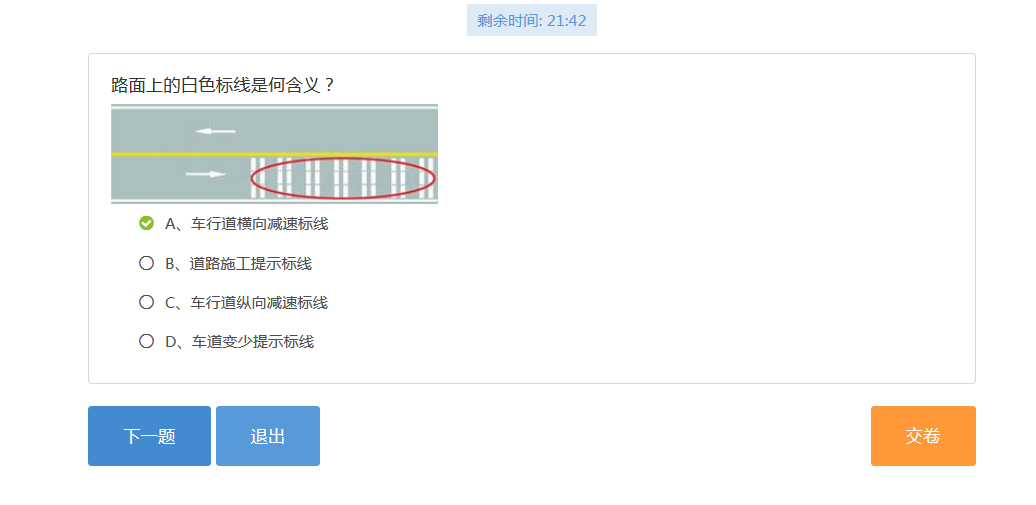 剩余时间: 21:42
路面上的白色标线是何含义？
A、车行道横向减速标线
B、道路施工提示标线
C、车行道纵向减速标线
D、车道变少提示标线
下一题 退出 交卷